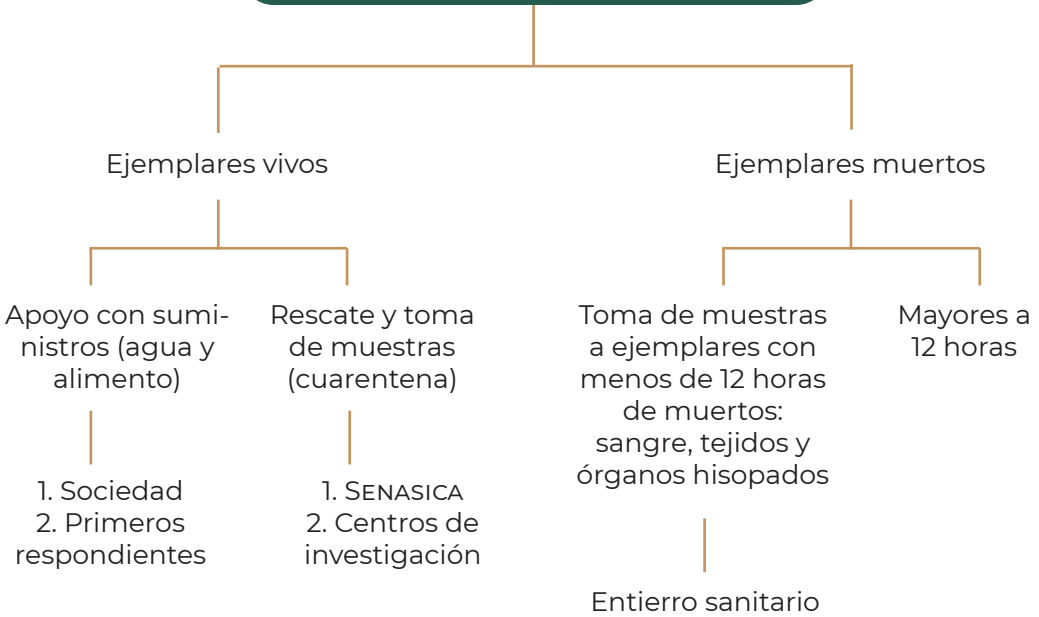 Ejemplares vivos
Ejemplares muertos
Apoyo con sumi-
nistros (agua y
alimento)
Rescate y toma
de muestras
(cuarentena)
Toma de muestras
a ejemplares con
menos de 12 horas
de muertos:
sangre, tejidos y
órganos hisopados
Mayores a
12 horas
1. Sociedad
2. Primeros
respondientes
1. SENASICA
2. Centros de
investigación
Entierro sanitario